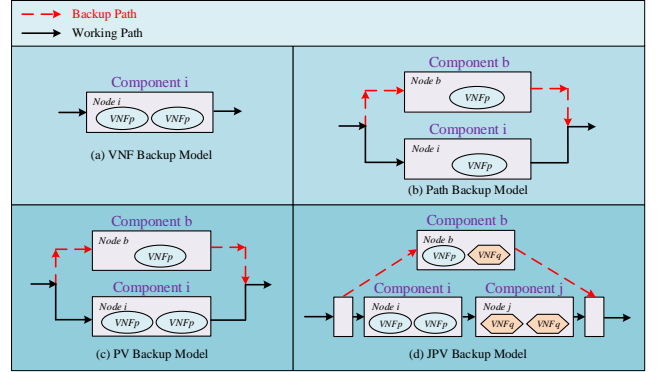 Backup Path
Working Path
Component i
Node i
VNFp VNFp
(a) VNF Backup Model
Component b
Node b
VNFp
Component i
Node i
VNFp
(b) Path Backup Model
Component b
Node b
VNFp
Component i
Node i
VNFp VNFp
(c) PV Backup Model
Component b
Node b
VNFp VNFq
Component i Component j
Node i Node j
VNFp VNFp VNFq VNFq
(d) JPV Backup Model